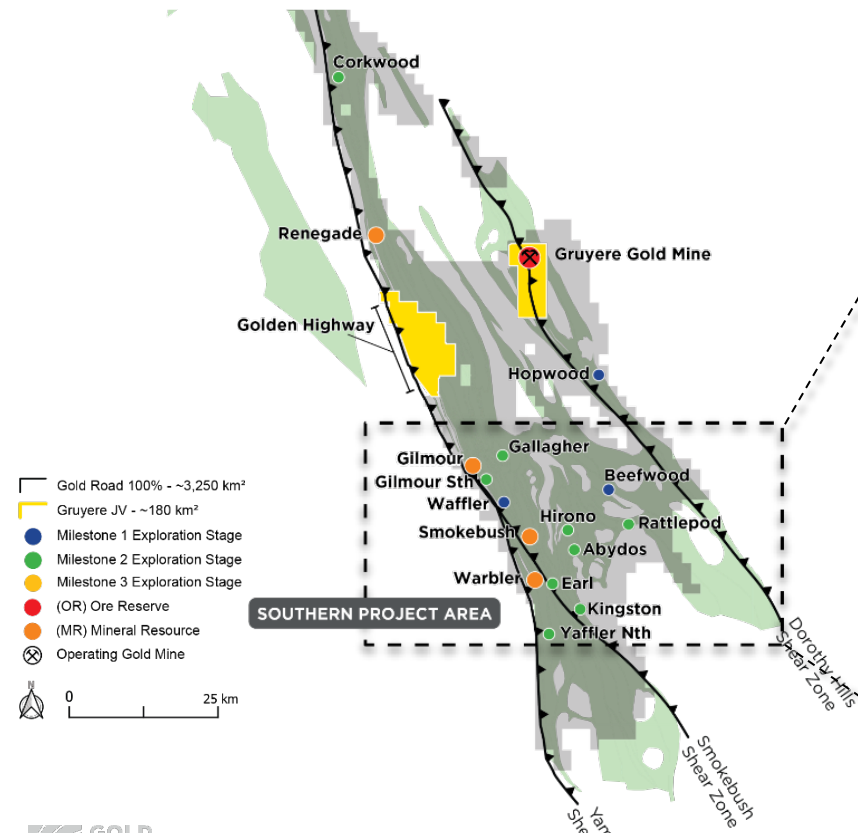 Corkwood
Renegade
Gruyere Gold Mine
Golden Highway
Hopwood
Gallagher
Gilmour
Gilmour Sth
Beefwood
Waffler
Hirono
Rattlepod
Smokebush
Abydos
Warbler
Earl
Kingston
SOUTHERN PROJECT AREA
Yaffler Nth
Dorothy Hills
Shear Zone
Smokebush
Shear Zone
Gold Road 100% - ~3,250 km²
Gruyere JV - ~180 km²
Milestone 1 Exploration Stage
Milestone 2 Exploration Stage
Milestone 3 Exploration Stage
(OR) Ore Reserve
(MR) Mineral Resource
Operating Gold Mine
N
0 25 km
GOLD